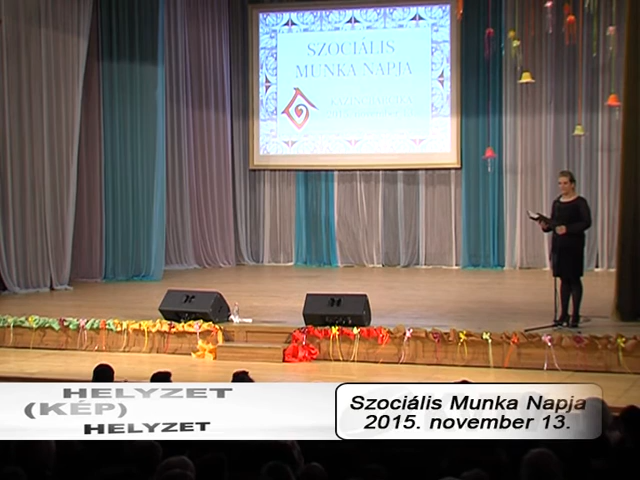 SZOCIÁLIS
MUNKA NAPJA
HELYZET
(KÉP)
HELYZET
Szociális Munka Napja
2015. november 13.